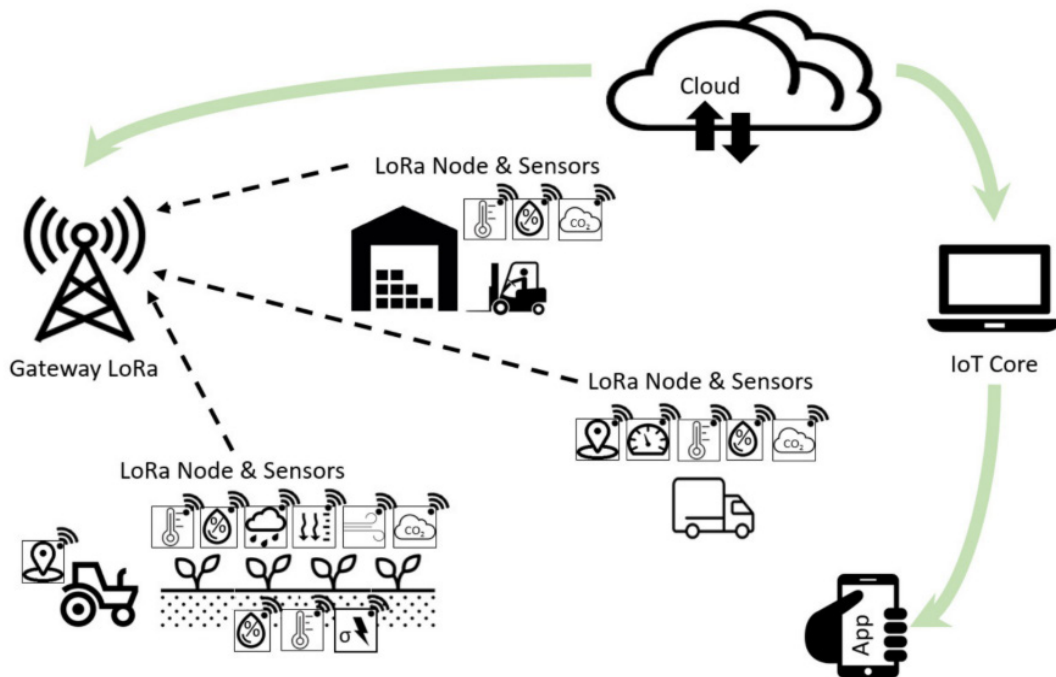 Cloud
LoRa Node & Sensors
%
CO₂
Gateway LoRa
IoT Core
LoRa Node & Sensors
%
CO₂
LoRa Node & Sensors
%
CO₂
%
σ
App